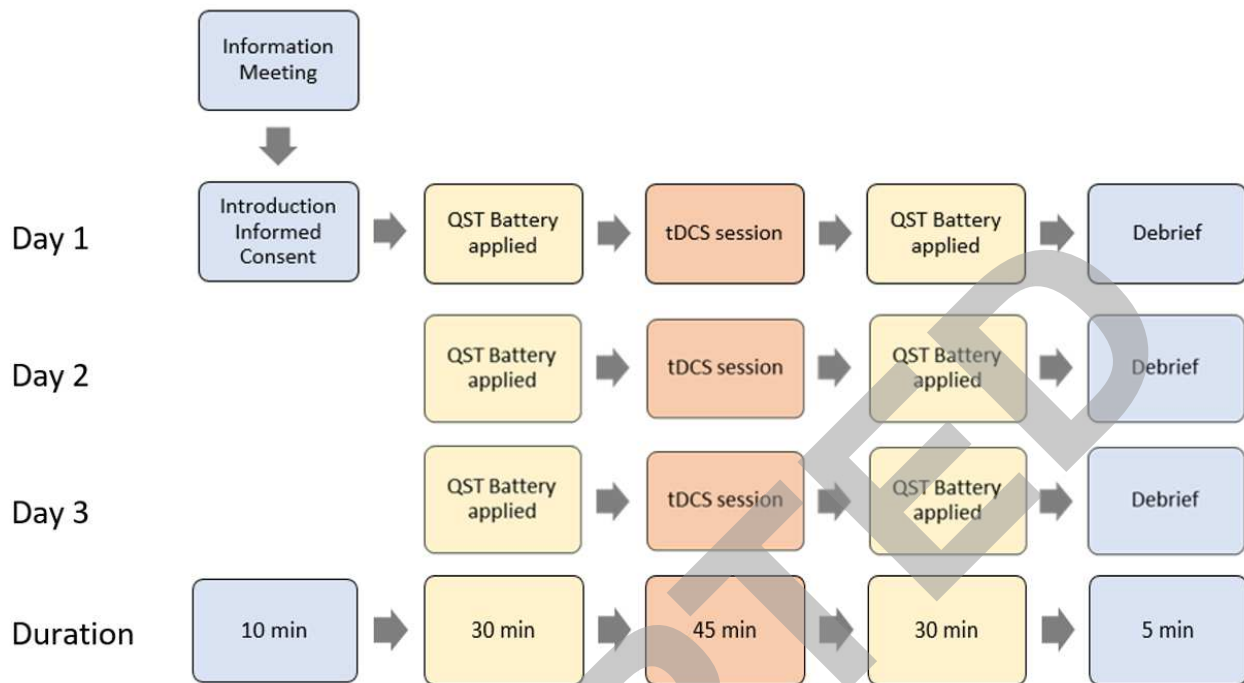 Information
Meeting
Day 1
Introduction
Informed
Consent
QST Battery
applied
tDCS session
QST Battery
applied
Debrief
Day 2
QST Battery
applied
tDCS session
QST Battery
applied
Debrief
Day 3
QST Battery
applied
tDCS session
QST Battery
applied
Debrief
Duration
10 min
30 min
45 min
30 min
5 min
PTED